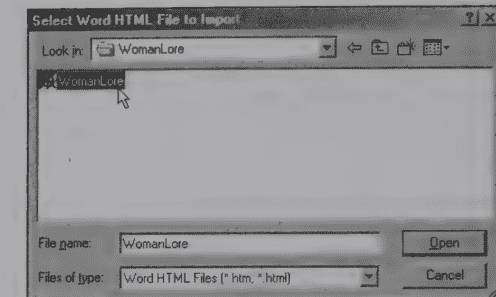 Select Word HTML File to Import
Look in: WomanLore
WomanLore
File name: WomanLore Open
Files of type: Word HTML Files (*.htm, *.html) Cancel